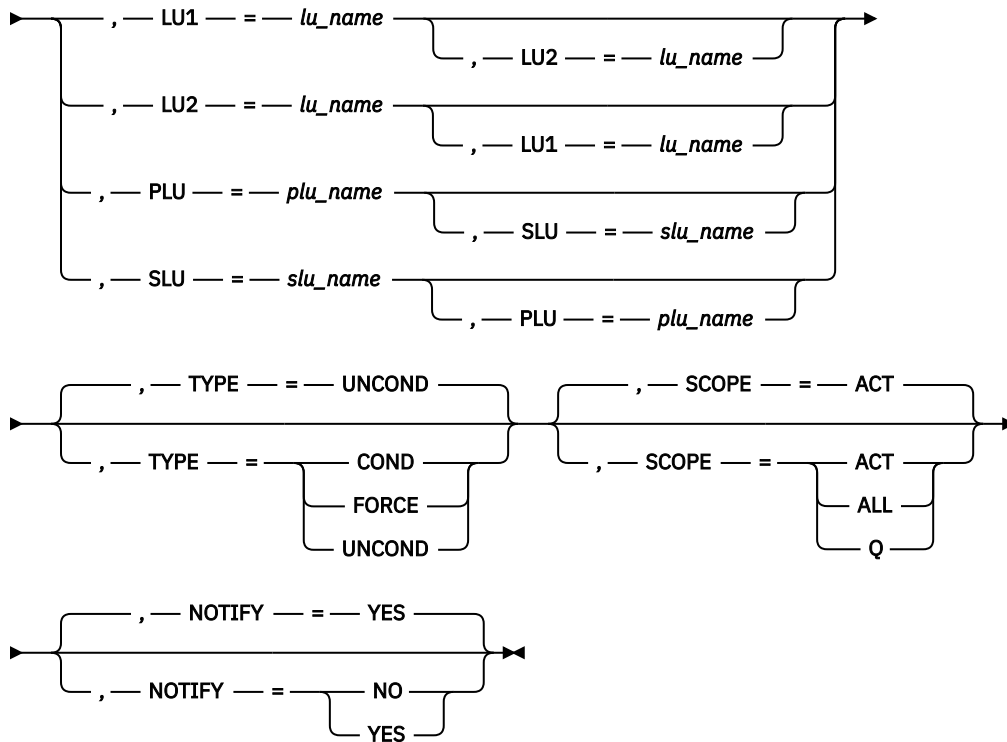 , LU1 = lu_name
, LU2 = lu_name
, LU2 = lu_name
, LU1 = lu_name
, PLU = plu_name
, SLU = slu_name
, SLU = slu_name
, PLU = plu_name
, TYPE = UNCOND , SCOPE = ACT
, TYPE = COND , SCOPE = ACT
FORCE ALL
UNCOND Q
, NOTIFY = YES
, NOTIFY = NO
YES